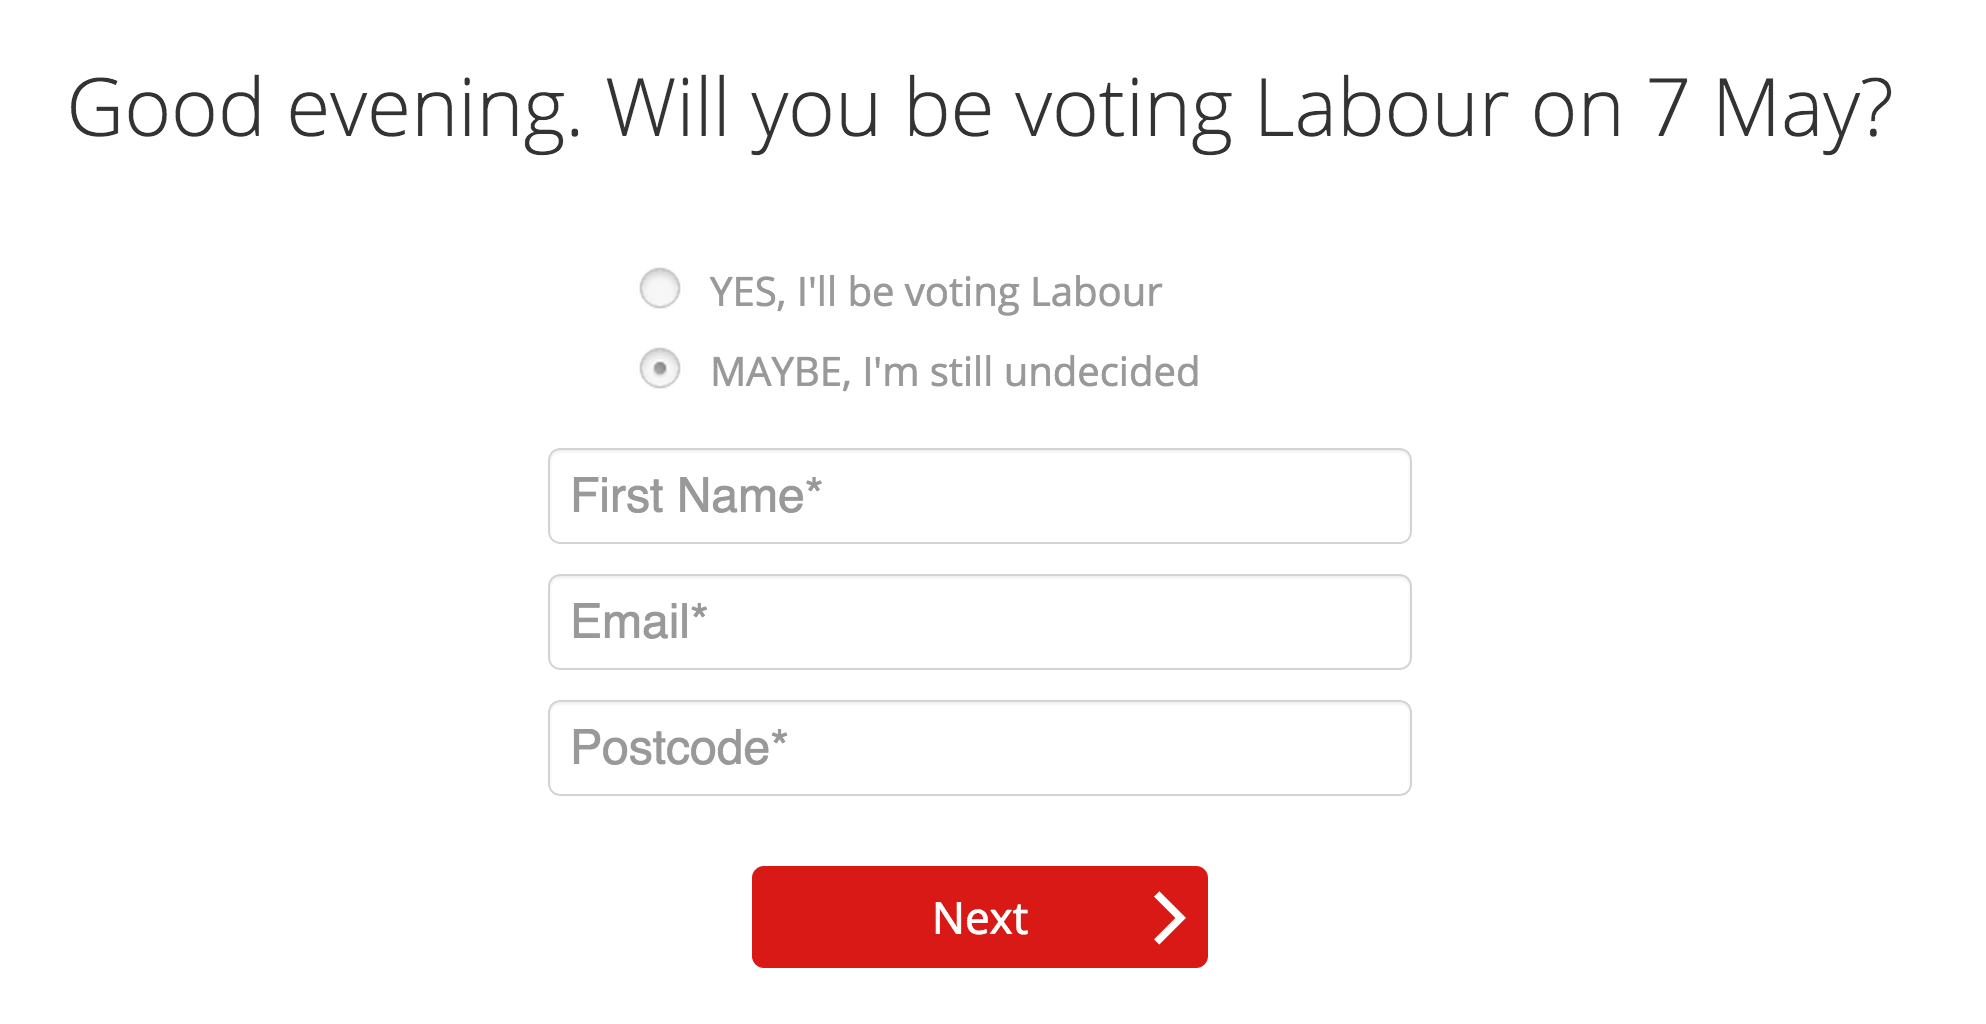 Good evening. Will you be voting Labour on 7 May?
YES, I'll be voting Labour
MAYBE, I'm still undecided
First Name*
Email*
Postcode*
Next